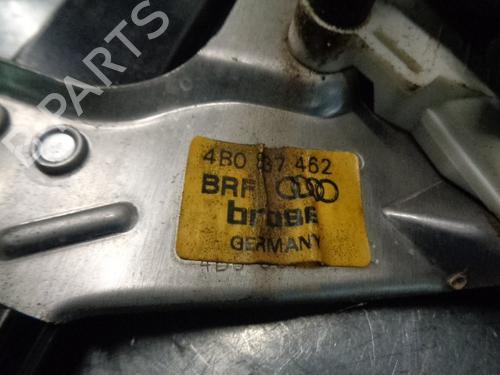 B-PARTS
4B0 837 462
BRF
brose
GERMANY